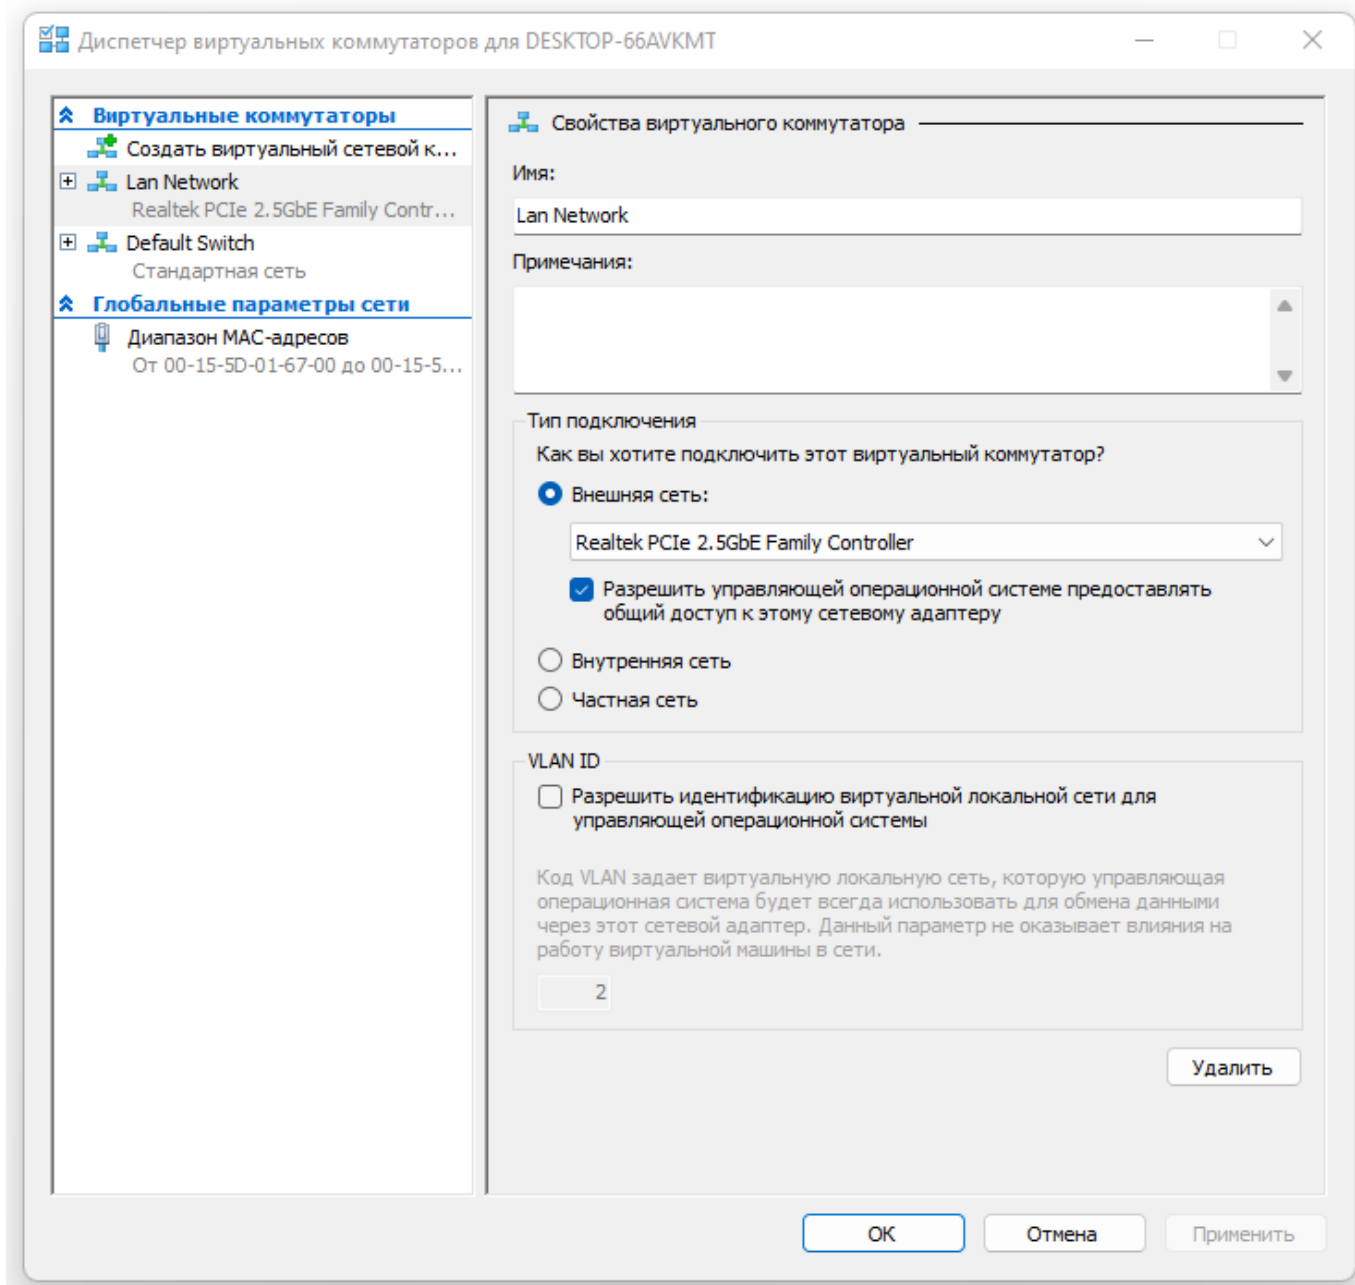 Диспетчер виртуальных коммутаторов для DESKTOP-66AVKMT
Виртуальные коммутаторы
Создать виртуальный сетевой к...
Lan Network
Realtek PCIe 2.5GbE Family Contr...
Default Switch
Стандартная сеть
Глобальные параметры сети
Диапазон MAC-адресов
От 00-15-5D-01-67-00 до 00-15-5...
Свойства виртуального коммутатора
Имя:
Lan Network
Примечания:
Тип подключения
Как вы хотите подключить этот виртуальный коммутатор?
Внешняя сеть:
Realtek PCIe 2.5GbE Family Controller
Разрешить управляющей операционной системе предоставлять
общий доступ к этому сетевому адаптеру
Внутренняя сеть
Частная сеть
VLAN ID
Разрешить идентификацию виртуальной локальной сети для
управляющей операционной системы
Код VLAN задает виртуальную локальную сеть, которую управляющая
операционная система будет всегда использовать для обмена данными
через этот сетевой адаптер. Данный параметр не оказывает влияния на
работу виртуальной машины в сети.
2
Удалить
ОК
Отмена
Применить